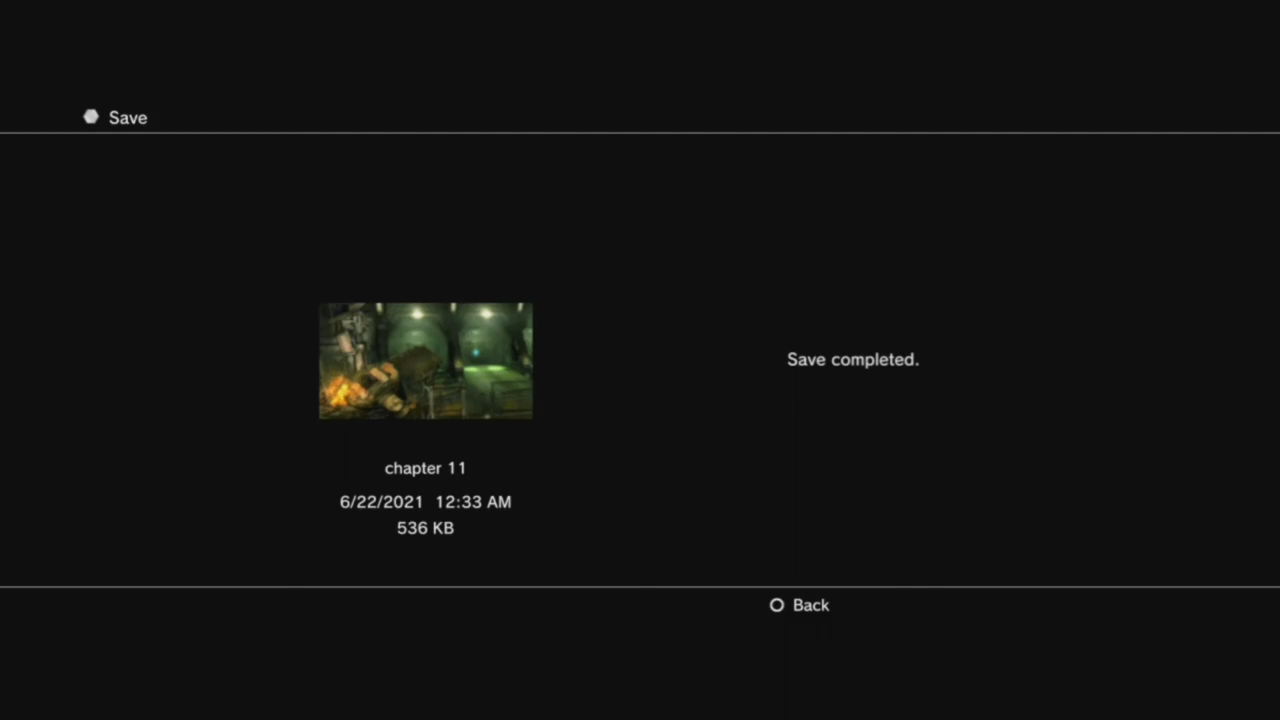 Save
Save completed.
chapter 11
6/22/2021 12:33 AM
536 KB
Back